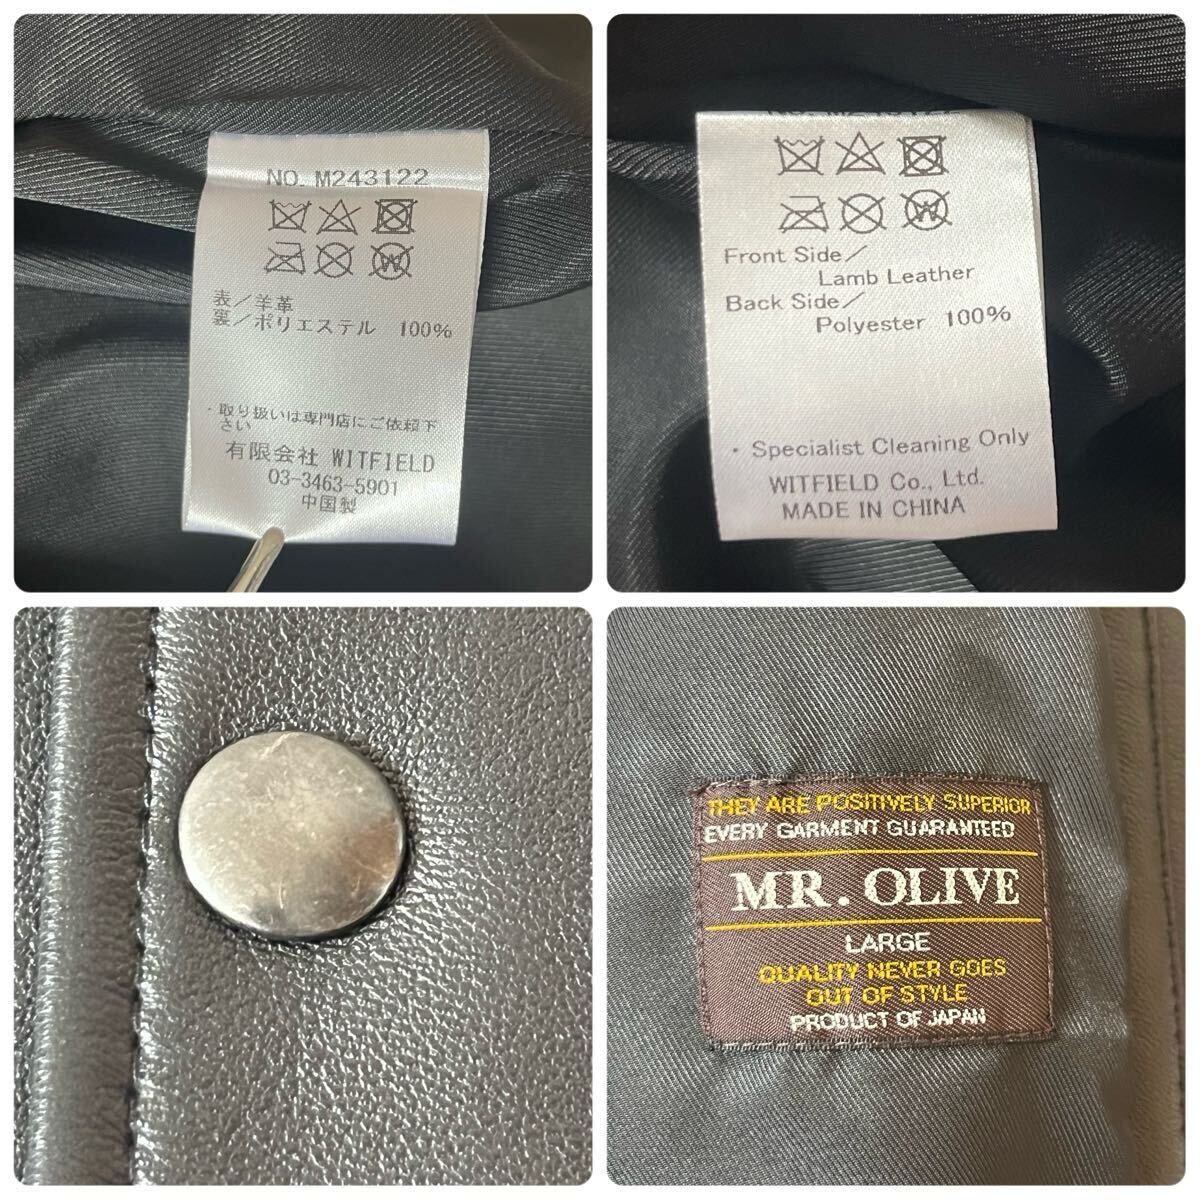 NO. M243122
表／羊革
裏／ポリエステル 100%
・取り扱いは専門店にご依頼下
さい
有限会社 WITFIELD
03-3463-5901
中国製
Front Side／
Lamb Leather
Back Side／
Polyester 100%
・Specialist Cleaning Only
WITFIELD Co., Ltd.
MADE IN CHINA
THEY ARE POSITIVELY SUPERIOR
EVERY GARMENT GUARANTEED
MR. OLIVE
LARGE
QUALITY NEVER GOES
OUT OF STYLE
PRODUCT OF JAPAN